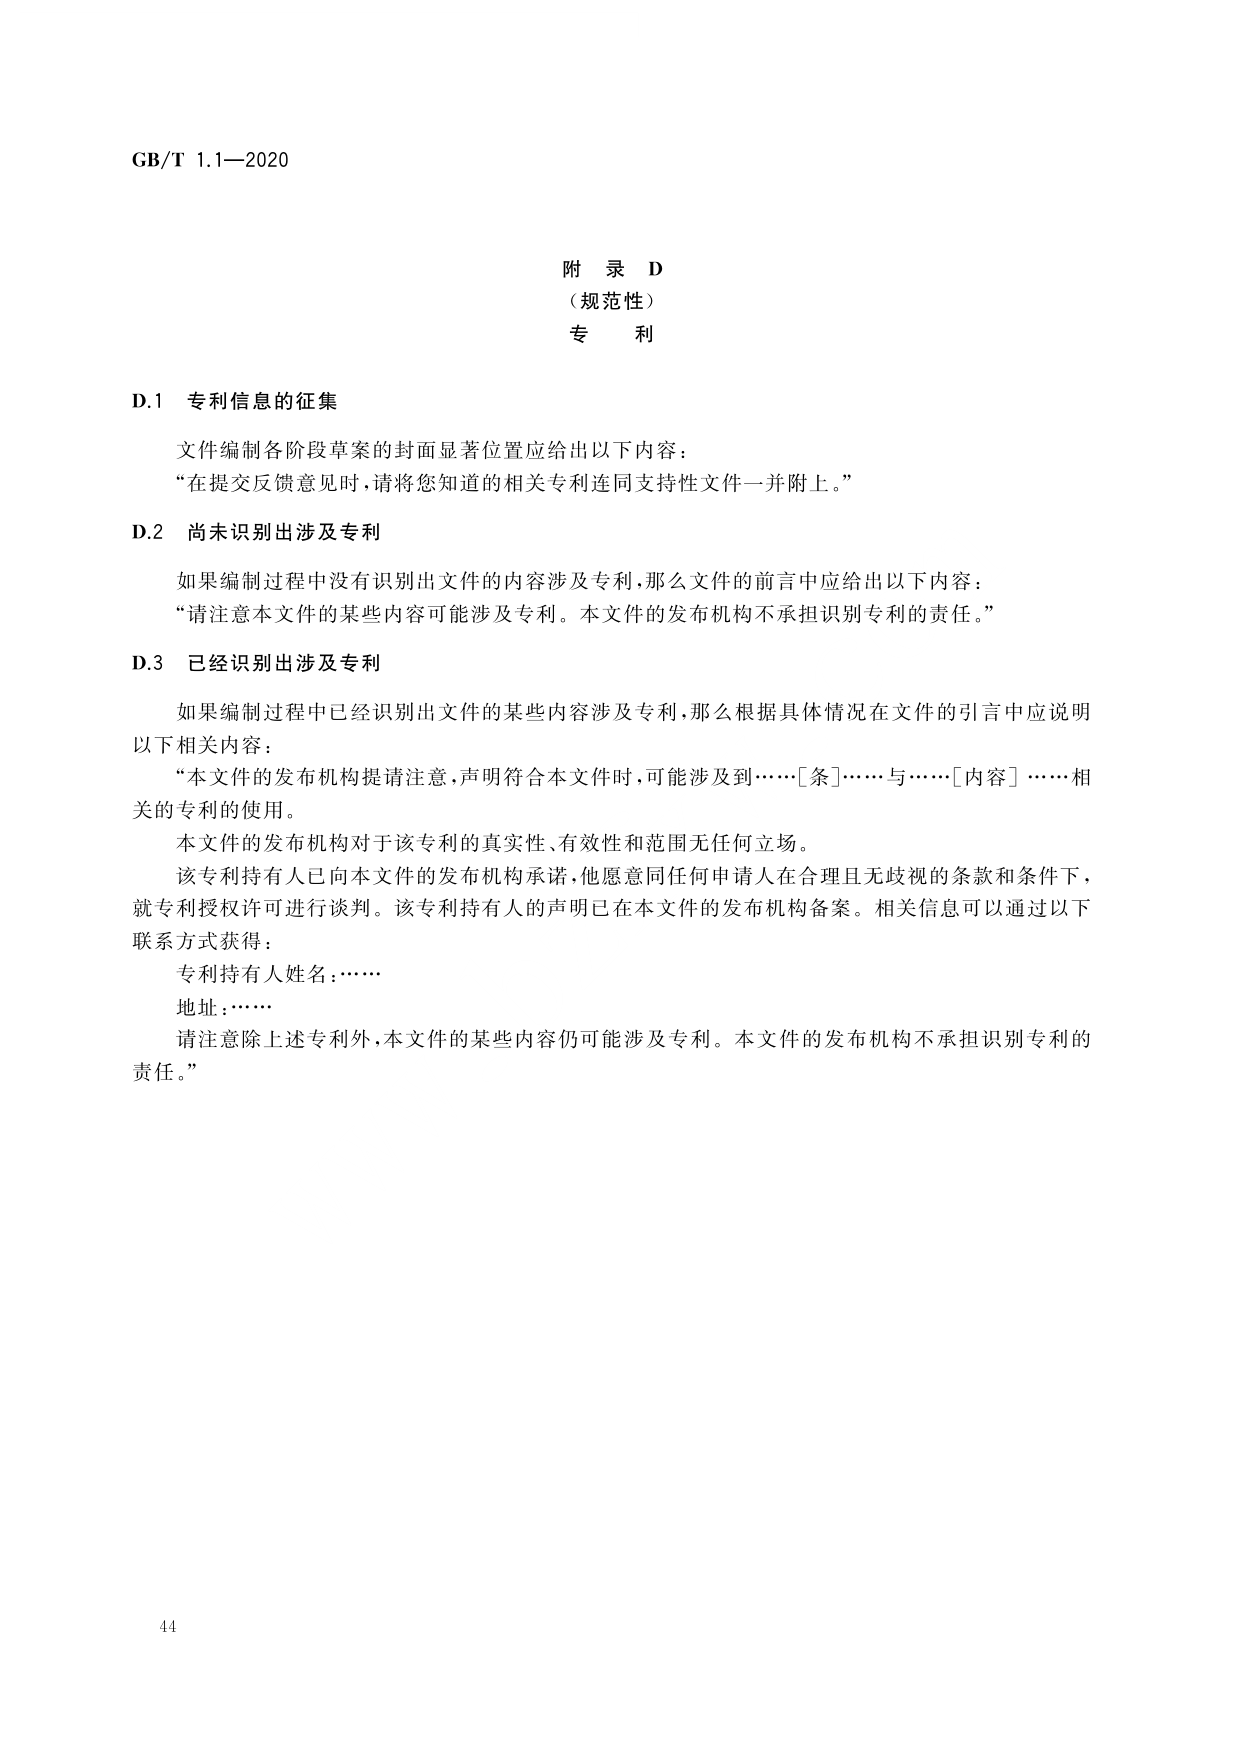 GB/T 1.1—2020
附 录 D
（规范性）
专 利
D.1 专利信息的征集
文件编制各阶段草案的封面显著位置应给出以下内容：
“在提交反馈意见时,请将您知道的相关专利连同支持性文件一并附上。”
D.2 尚未识别出涉及专利
如果编制过程中没有识别出文件的内容涉及专利,那么文件的前言中应给出以下内容：
“请注意本文件的某些内容可能涉及专利。本文件的发布机构不承担识别专利的责任。”
D.3 已经识别出涉及专利
如果编制过程中已经识别出文件的某些内容涉及专利,那么根据具体情况在文件的引言中应说明
以下相关内容：
“本文件的发布机构提请注意,声明符合本文件时,可能涉及到……[条]……与……[内容] ……相
关的专利的使用。
本文件的发布机构对于该专利的真实性、有效性和范围无任何立场。
该专利持有人已向本文件的发布机构承诺,他愿意同任何申请人在合理且无歧视的条款和条件下,
就专利授权许可进行谈判。该专利持有人的声明已在本文件的发布机构备案。相关信息可以通过以下
联系方式获得：
专利持有人姓名：……
地址：……
请注意除上述专利外,本文件的某些内容仍可能涉及专利。本文件的发布机构不承担识别专利的
责任。”
44